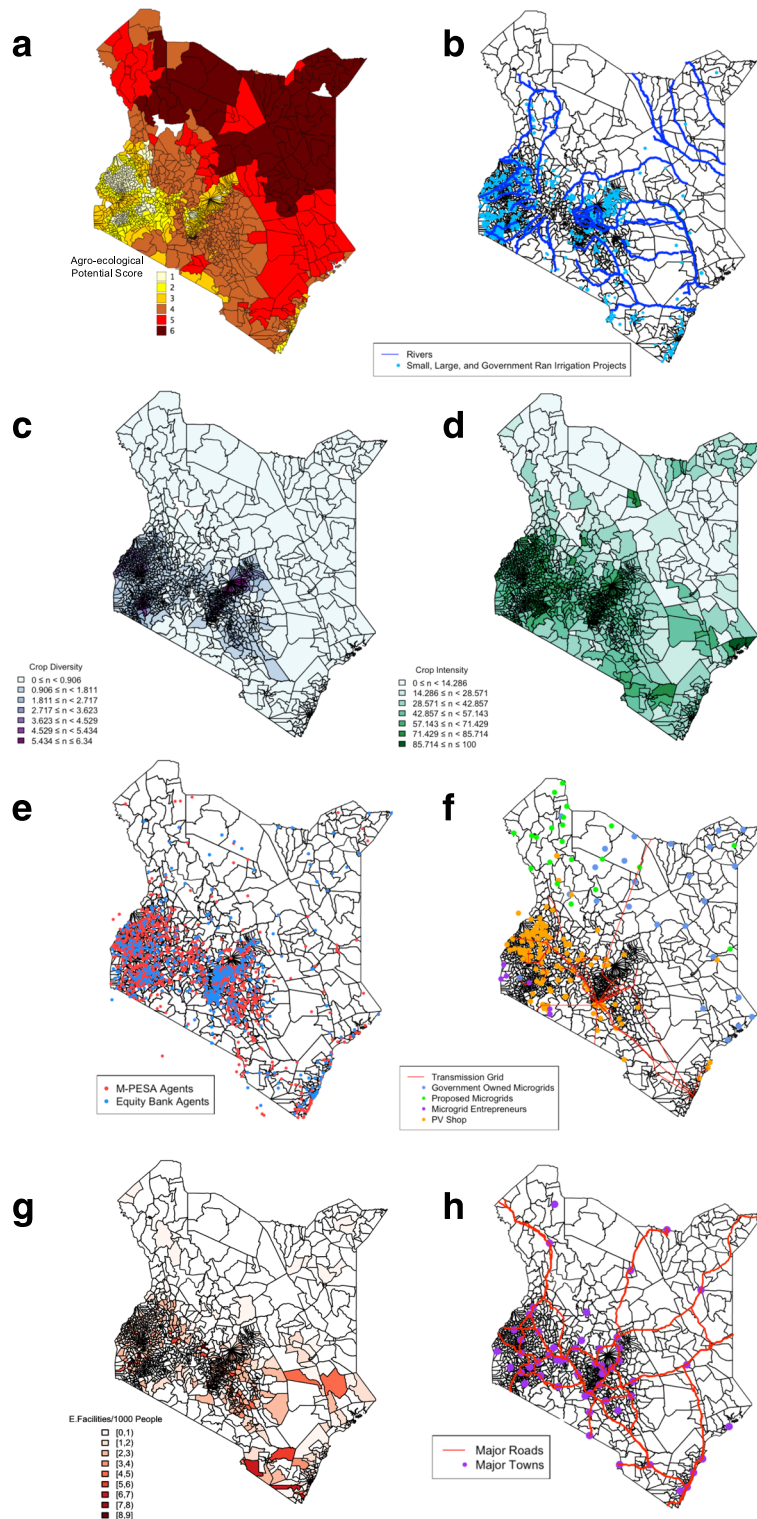 a
b
Agro-ecological
Potential Score
1
2
3
4
5
6
Rivers
Small, Large, and Government Ran Irrigation Projects
c
d
Crop Diversity
0 ≤ n < 0.906
0.906 ≤ n < 1.811
1.811 ≤ n < 2.717
2.717 ≤ n < 3.623
3.623 ≤ n < 4.529
4.529 ≤ n < 5.434
5.434 ≤ n ≤ 6.34
Crop Intensity
0 ≤ n < 14.286
14.286 ≤ n < 28.571
28.571 ≤ n < 42.857
42.857 ≤ n < 57.143
57.143 ≤ n < 71.429
71.429 ≤ n < 85.714
85.714 ≤ n ≤ 100
e
f
M-PESA Agents
Equity Bank Agents
Transmission Grid
Government Owned Microgrids
Proposed Microgrids
Microgrid Entrepreneurs
PV Shop
g
h
E.Facilities/1000 People
[0,1)
[1,2)
[2,3)
[3,4)
[4,5)
[5,6)
[6,7)
[7,8)
[8,9]
Major Roads
Major Towns